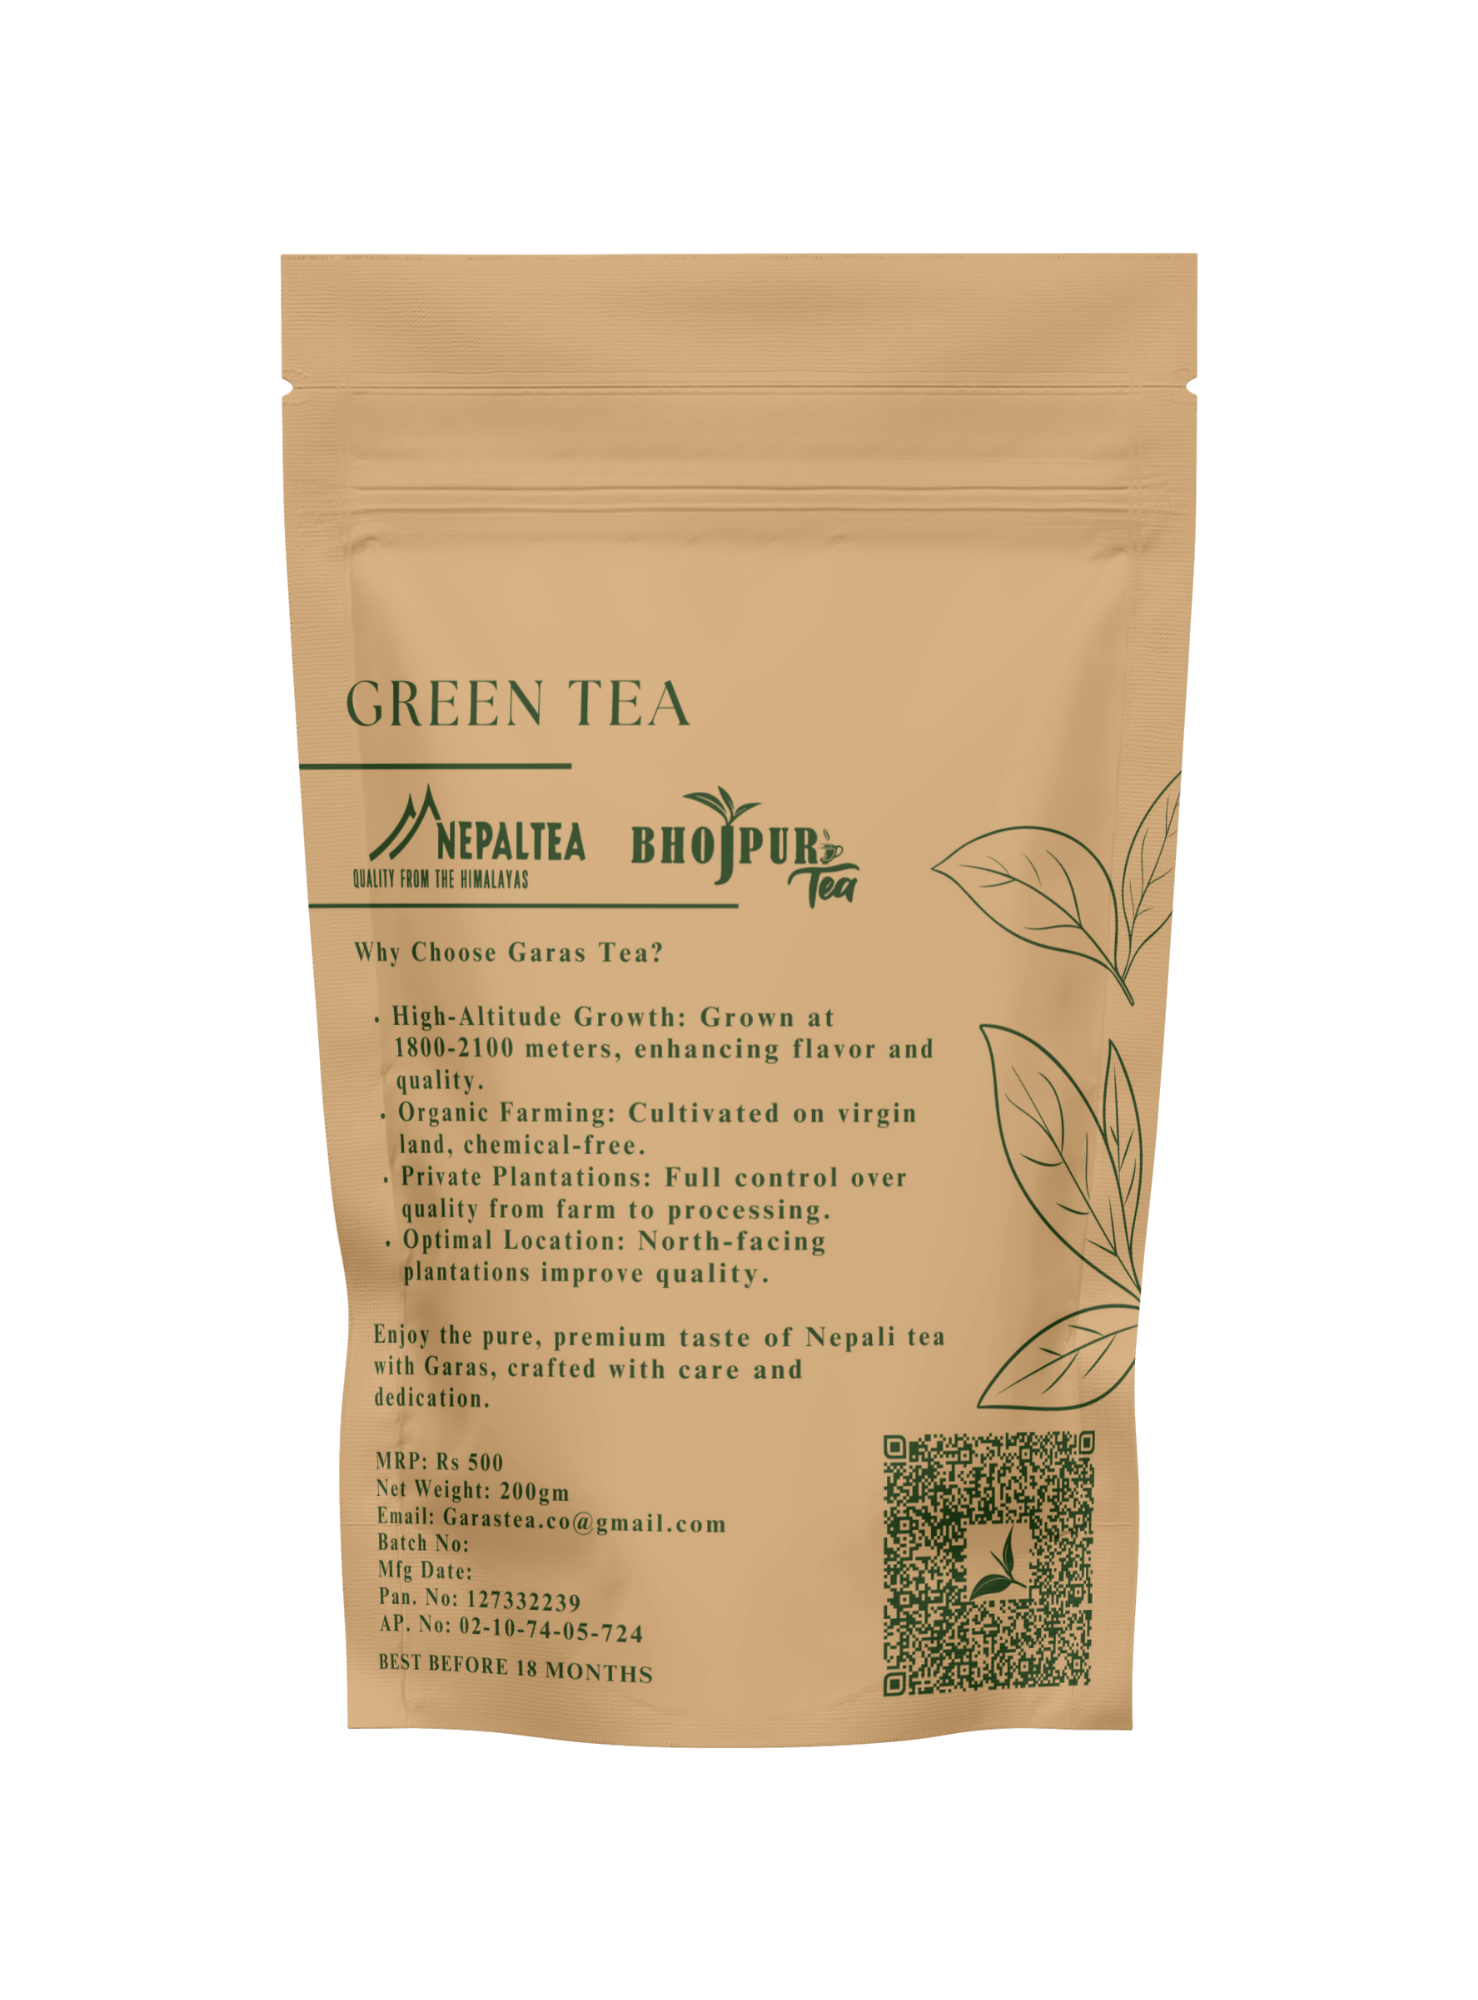 GREEN TEA
NEPALTEA
QUALITY FROM THE HIMALAYAS
BHOJPUR
Tea
Why Choose Garas Tea?
• High-Altitude Growth: Grown at
1800-2100 meters, enhancing flavor and
quality.
• Organic Farming: Cultivated on virgin
land, chemical-free.
• Private Plantations: Full control over
quality from farm to processing.
• Optimal Location: North-facing
plantations improve quality.
Enjoy the pure, premium taste of Nepali tea
with Garas, crafted with care and
dedication.
MRP: Rs 500
Net Weight: 200gm
Email: Garastea.co@gmail.com
Batch No:
Mfg Date:
Pan. No: 127332239
AP. No: 02-10-74-05-724
BEST BEFORE 18 MONTHS